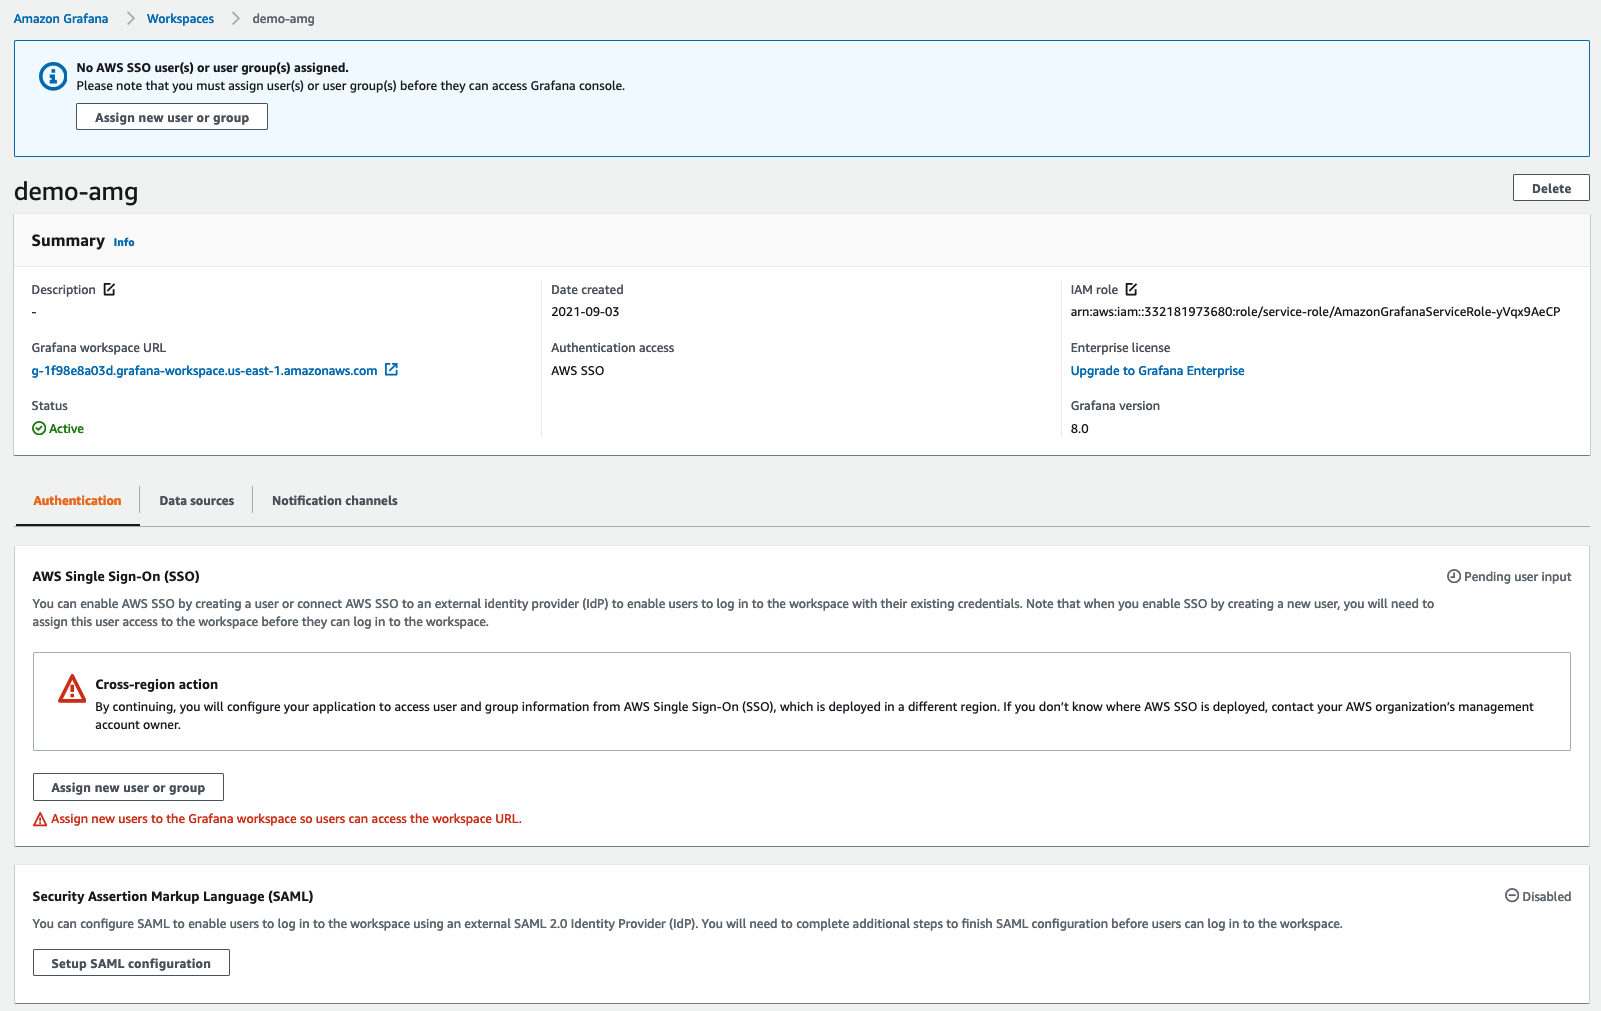 Amazon Grafana > Workspaces > demo-amg
No AWS SSO user(s) or user group(s) assigned.
Please note that you must assign user(s) or user group(s) before they can access Grafana console.
Assign new user or group
demo-amg
Delete
Summary Info
Description
-
Grafana workspace URL
g-1f98e8a03d.grafana-workspace.us-east-1.amazonaws.com
Status
Active
Date created
2021-09-03
Authentication access
AWS SSO
IAM role
arn:aws:iam::332181973680:role/service-role/AmazonGrafanaServiceRole-yVqx9AeCP
Enterprise license
Upgrade to Grafana Enterprise
Grafana version
8.0
Authentication
Data sources
Notification channels
AWS Single Sign-On (SSO)
Pending user input
You can enable AWS SSO by creating a user or connect AWS SSO to an external identity provider (IdP) to enable users to log in to the workspace with their existing credentials. Note that when you enable SSO by creating a new user, you will need to
assign this user access to the workspace before they can log in to the workspace.
Cross-region action
By continuing, you will configure your application to access user and group information from AWS Single Sign-On (SSO), which is deployed in a different region. If you don't know where AWS SSO is deployed, contact your AWS organization's management
account owner.
Assign new user or group
Assign new users to the Grafana workspace so users can access the workspace URL.
Security Assertion Markup Language (SAML)
Disabled
You can configure SAML to enable users to log in to the workspace using an external SAML 2.0 Identity Provider (IdP). You will need to complete additional steps to finish SAML configuration before users can log in to the workspace.
Setup SAML configuration